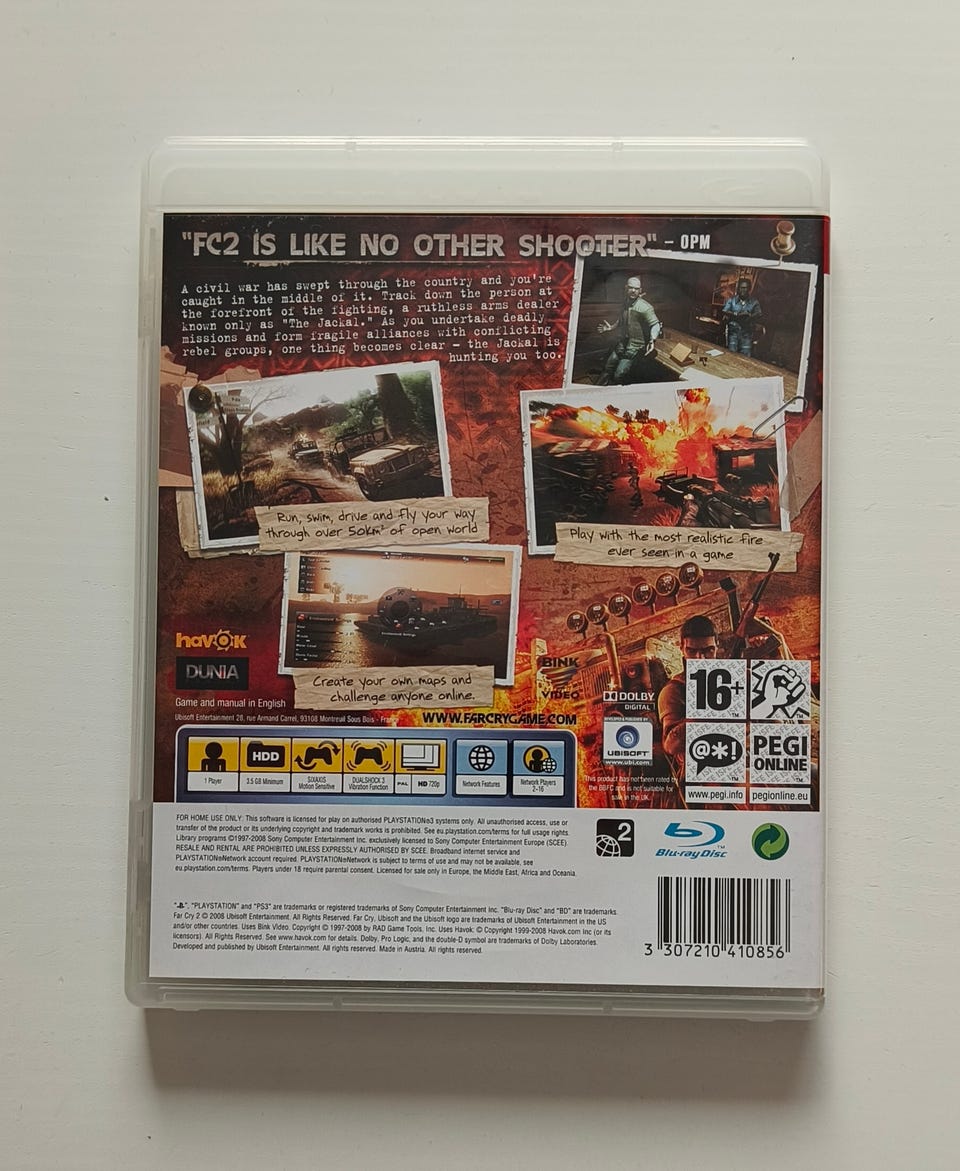 "FC2 IS LIKE NO OTHER SHOOTER" – OPM
A civil war has swept through the country and you're
caught in the middle of it. Track down the person at
the forefront of the fighting, a ruthless arms dealer
known only as "The Jackal." As you undertake deadly
missions and form fragile alliances with conflicting
rebel groups, one thing becomes clear – the Jackal is
hunting you too.
Run, swim, drive and fly your way
through over 50km² of open world
Play with the most realistic fire
ever seen in a game
Create your own maps and
challenge anyone online.
havok
DUNIA
BINK
VIDEO
Game and manual in English
Ubisoft Entertainment 28, rue Armand Carrel, 93108 Montreuil Sous Bois - France
WWW.FARCRYGAME.COM
DOLBY
DIGITAL
DEVELOPED & PUBLISHED BY
UBISOFT
www.ubi.com
This product has not been rated by
the BBFC and is not suitable for
sale in the UK.
16+
@*!
PEGI
ONLINE
www.pegi.info
pegionline.eu
1 Player
HDD
3.5 GB Minimum
SIXAXIS
Motion Sensitive
DUALSHOCK 3
Vibration Function
PAL HD 720p
Network Features
Network Players
2-16
FOR HOME USE ONLY: This software is licensed for play on authorised PLAYSTATION®3 systems only. All unauthorised access, use or
transfer of the product or its underlying copyright and trademark works is prohibited. See eu.playstation.com/terms for full usage rights.
Library programs ©1997-2008 Sony Computer Entertainment Inc. exclusively licensed to Sony Computer Entertainment Europe (SCEE).
RESALE AND RENTAL ARE PROHIBITED UNLESS EXPRESSLY AUTHORISED BY SCEE. Broadband internet service and
PLAYSTATION®Network account required. PLAYSTATION®Network is subject to terms of use and may not be available, see
eu.playstation.com/terms. Players under 18 require parental consent. Licensed for sale only in Europe, the Middle East, Africa and Oceania.
2
Blu-ray Disc™
"PLAYSTATION" and "PS3" are trademarks or registered trademarks of Sony Computer Entertainment Inc. "Blu-ray Disc" and "BD" are trademarks.
Far Cry 2 © 2008 Ubisoft Entertainment. All Rights Reserved. Far Cry, Ubisoft and the Ubisoft logo are trademarks of Ubisoft Entertainment in the US
and/or other countries. Uses Bink Video. Copyright © 1997-2008 by RAD Game Tools, Inc. Uses Havok: © Copyright 1999-2008 Havok.com Inc (or its
licensors). All Rights Reserved. See www.havok.com for details. Dolby, Pro Logic, and the double-D symbol are trademarks of Dolby Laboratories.
Developed and published by Ubisoft Entertainment. All rights reserved. Made in Austria. All rights reserved.
3 307210 410856